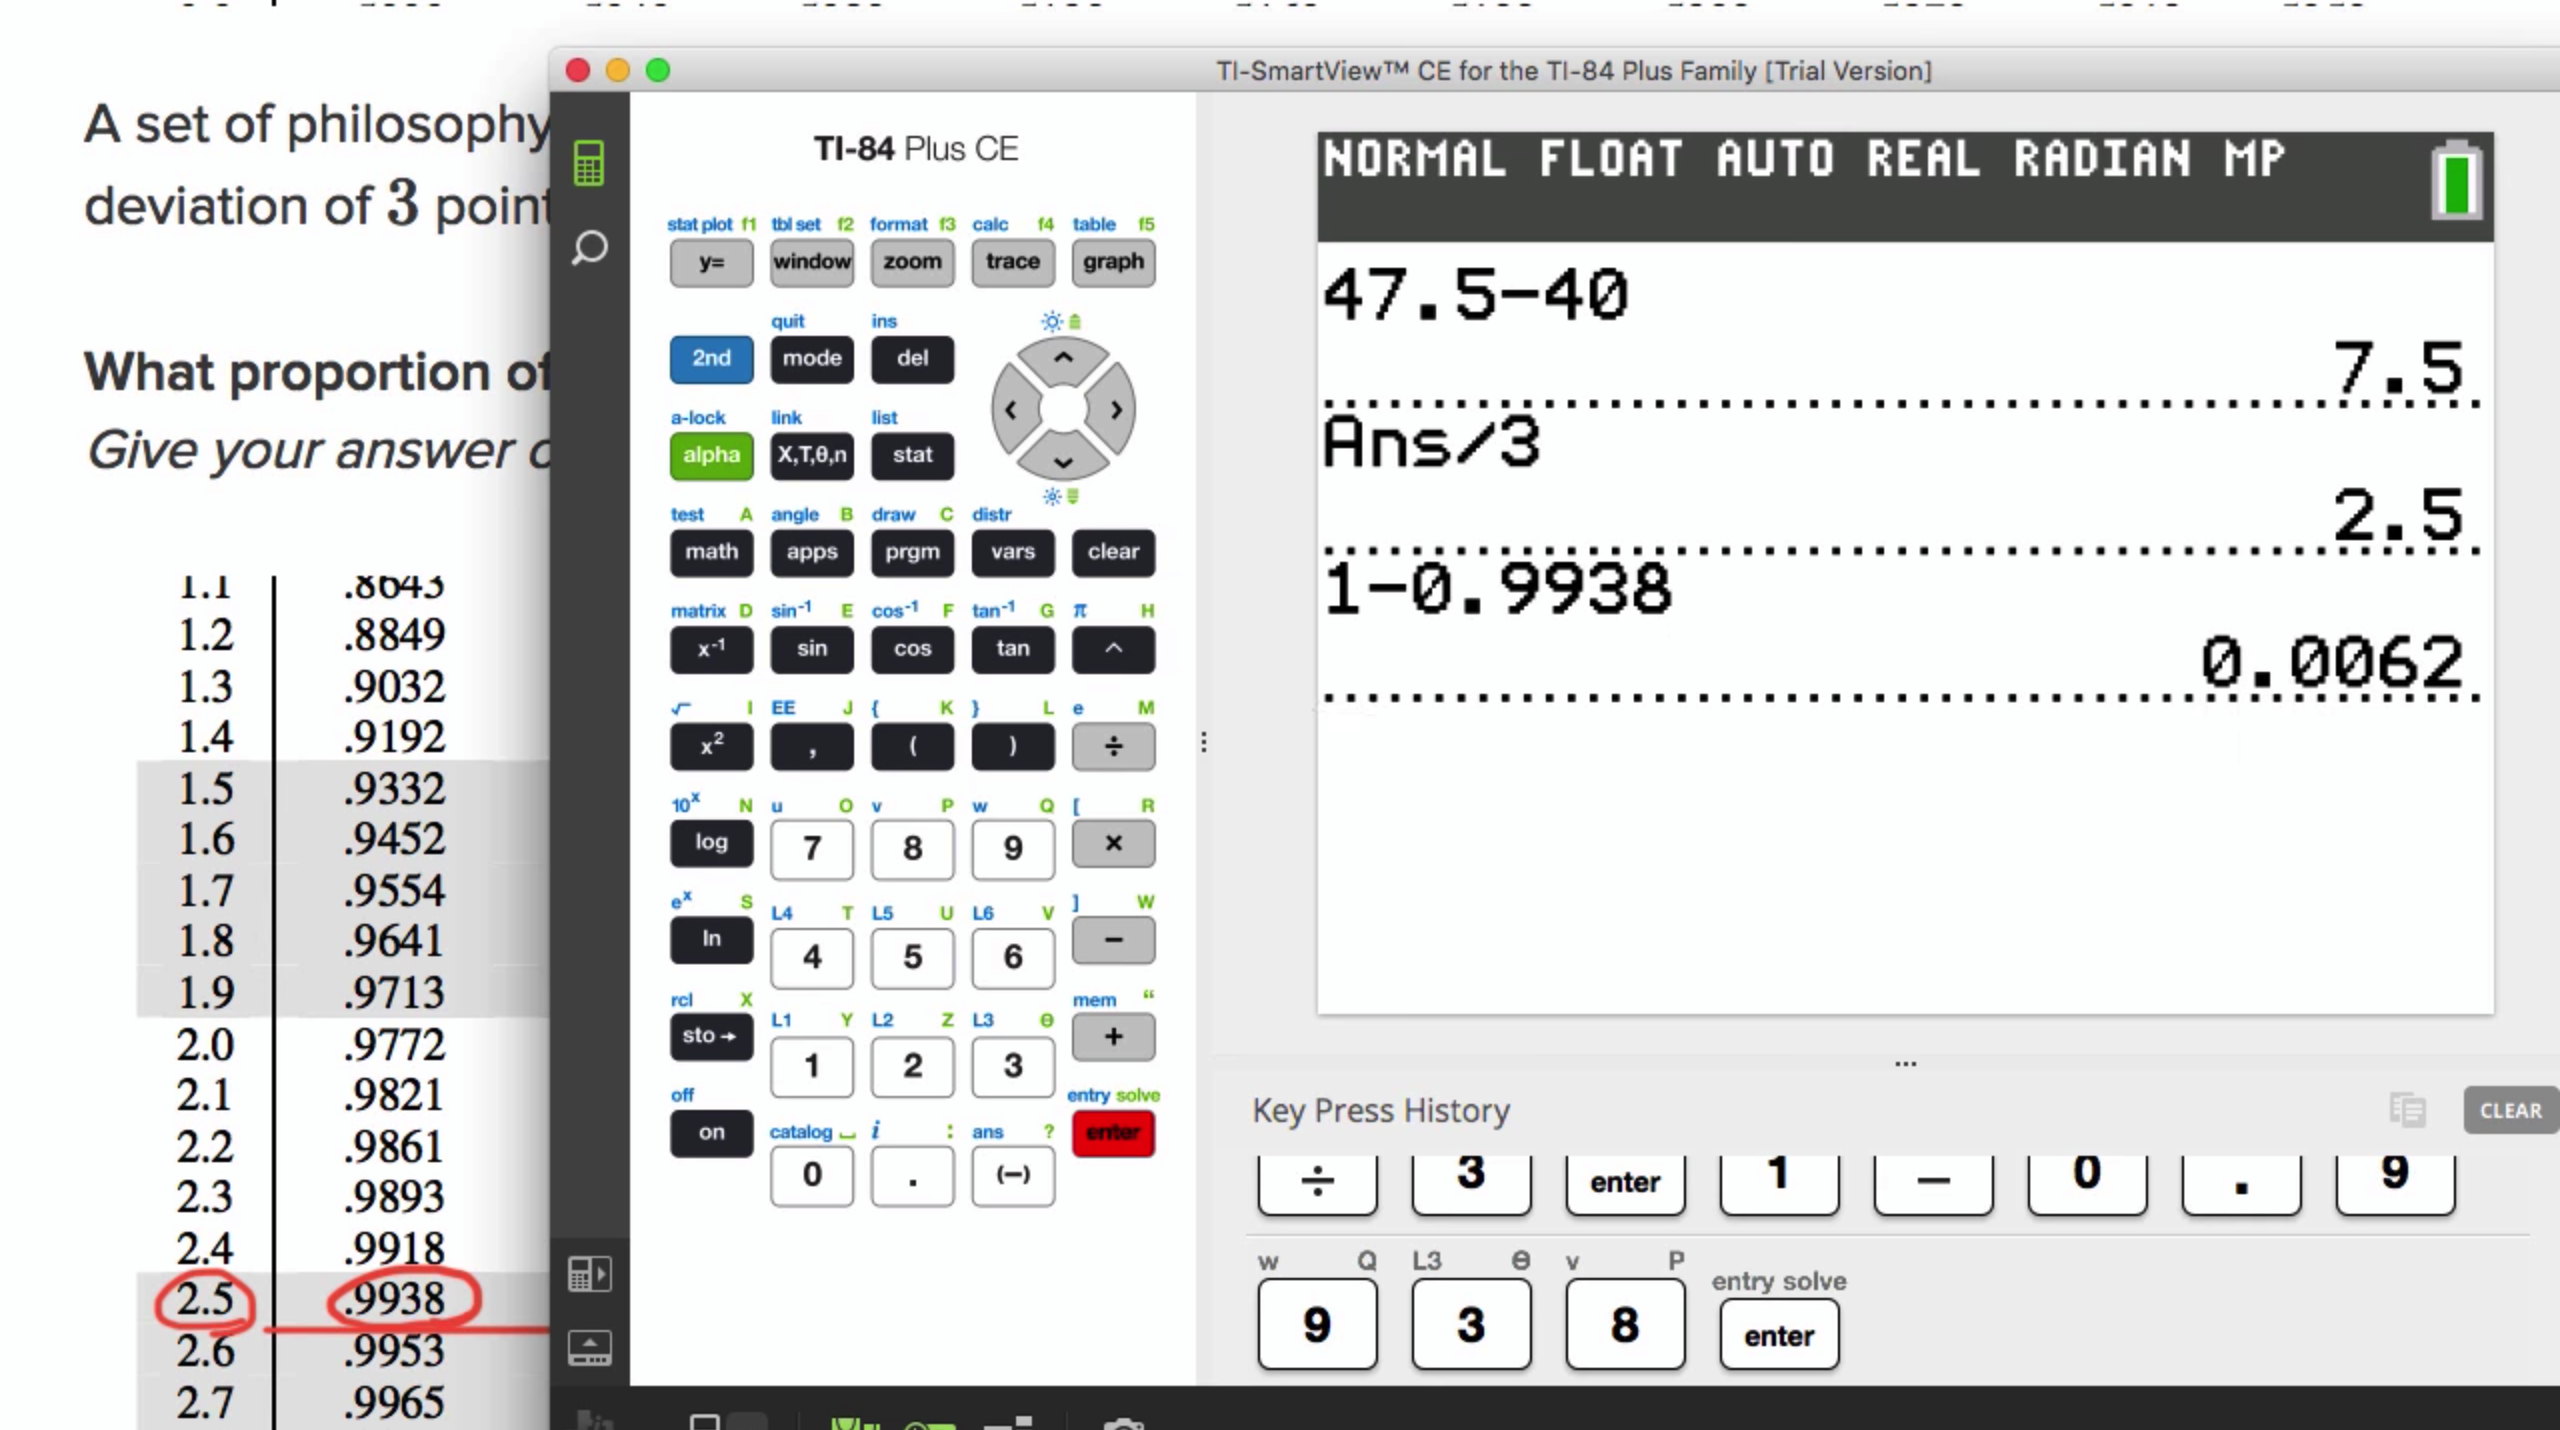 TI-SmartView™ CE for the TI-84 Plus Family [Trial Version]
A set of philosophy
deviation of 3 point
What proportion of
Give your answer
1.1 .8643
1.2 .8849
1.3 .9032
1.4 .9192
1.5 .9332
1.6 .9452
1.7 .9554
1.8 .9641
1.9 .9713
2.0 .9772
2.1 .9821
2.2 .9861
2.3 .9893
2.4 .9918
2.5 .9938
2.6 .9953
2.7 .9965
TI-84 Plus CE
stat plot f1 tbl set f2 format f3 calc f4 table f5
y= window zoom trace graph
quit ins
2nd mode del
a-lock link list
alpha X,T,θ,n stat
test A angle B draw C distr
math apps prgm vars clear
matrix D sin⁻¹ E cos⁻¹ F tan⁻¹ G π H
x⁻¹ sin cos tan ^
√ I EE J { K } L e M
x² , ( ) ÷
10ˣ N u O v P w Q [ R
log 7 8 9 ×
eˣ S L4 T L5 U L6 V ] W
ln 4 5 6 −
rcl X L1 Y L2 Z L3 θ mem “
sto→ 1 2 3 +
off catalog ⎵ i : ans ? entry solve
on 0 . (−) enter
NORMAL FLOAT AUTO REAL RADIAN MP
47.5-40
7.5
Ans/3
2.5
1-0.9938
0.0062
Key Press History
CLEAR
÷ 3 enter 1 − 0 . 9
w Q L3 θ v P entry solve
9 3 8 enter